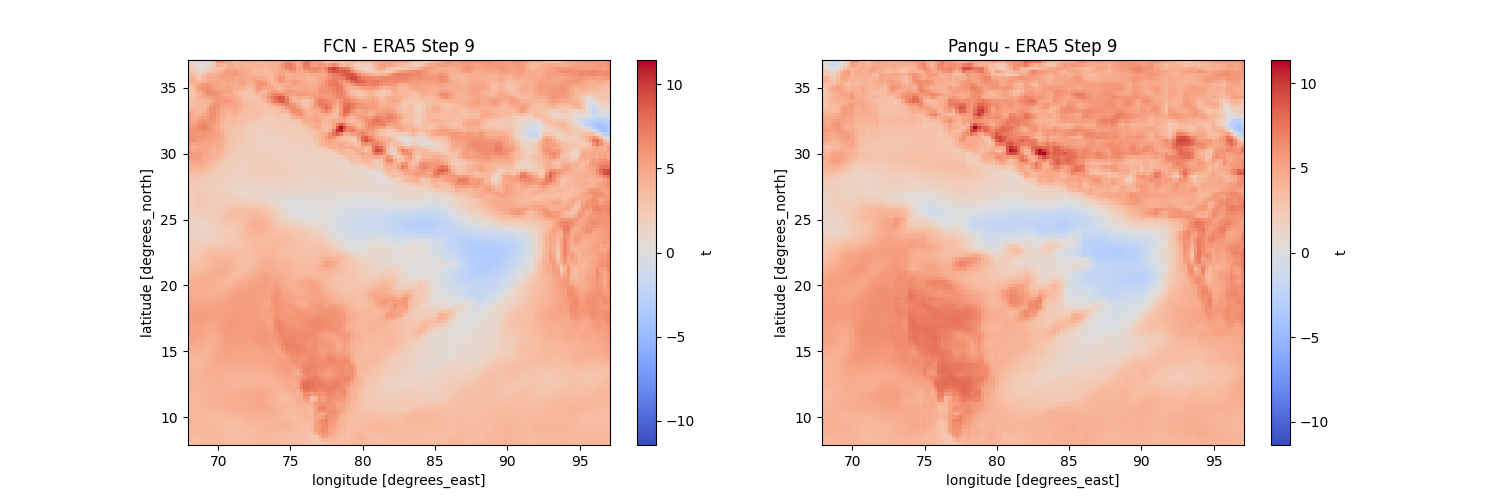 FCN - ERA5 Step 9
35
30
25
20
15
10
latitude [degrees_north]
70 75 80 85 90 95
longitude [degrees_east]
10
5
0
−5
−10
t
Pangu - ERA5 Step 9
35
30
25
20
15
10
latitude [degrees_north]
70 75 80 85 90 95
longitude [degrees_east]
10
5
0
−5
−10
t